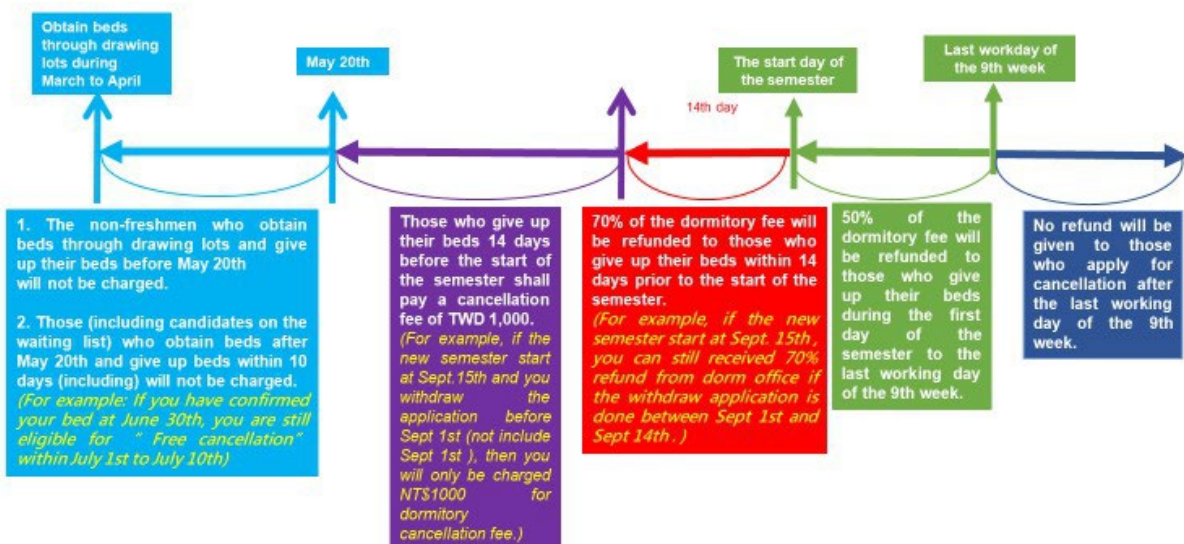 Obtain beds
through drawing
lots during
March to April
May 20th
14th day
The start day of
the semester
Last workday of
the 9th week
1. The non-freshmen who obtain
beds through drawing lots and give
up their beds before May 20th
will not be charged.
2. Those (including candidates on the
waiting list) who obtain beds after
May 20th and give up beds within 10
days (including) will not be charged.
(For example: If you have confirmed
your bed at June 30th, you are still
eligible for “ Free cancellation”
within July 1st to July 10th)
Those who give up
their beds 14 days
before the start of
the semester shall
pay a cancellation
fee of TWD 1,000.
(For example, if the
new semester start
at Sept.15th and you
withdraw the
application before
Sept 1st (not include
Sept 1st ), then you
will only be charged
NT$1000 for
dormitory
cancellation fee.)
70% of the dormitory fee will
be refunded to those who
give up their beds within 14
days prior to the start of the
semester.
(For example, if the new
semester start at Sept. 15th ,
you can still received 70%
refund from dorm office if
the withdraw application is
done between Sept 1st and
Sept 14th . )
50% of the
dormitory fee will
be refunded to
those who give
up their beds
during the first
day of the
semester to the
last working day
of the 9th week.
No refund will be
given to those
who apply for
cancellation after
the last working
day of the 9th
week.